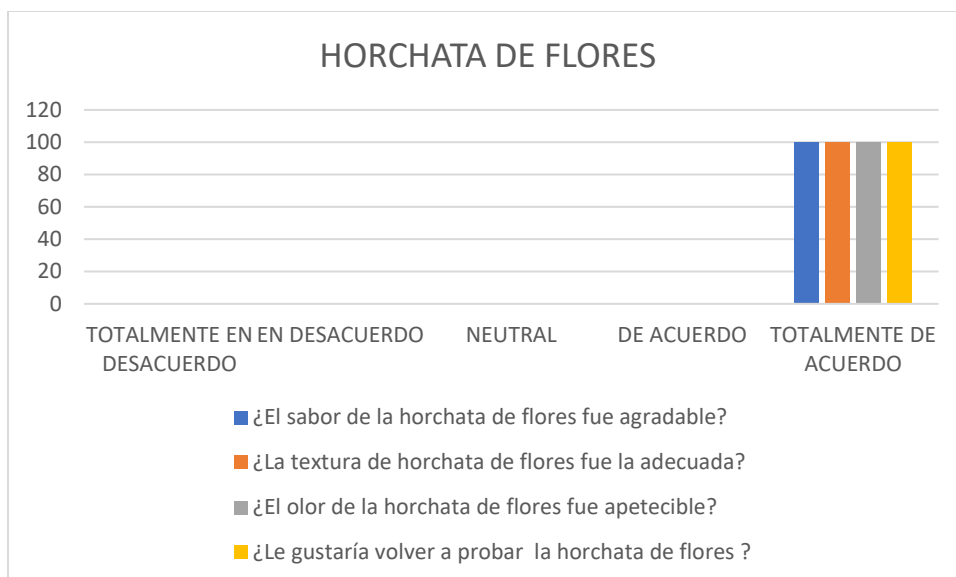 HORCHATA DE FLORES
120
100
80
60
40
20
0
TOTALMENTE EN DESACUERDO
EN DESACUERDO
NEUTRAL
DE ACUERDO
TOTALMENTE DE ACUERDO
¿El sabor de la horchata de flores fue agradable?
¿La textura de horchata de flores fue la adecuada?
¿El olor de la horchata de flores fue apetecible?
¿Le gustaría volver a probar  la horchata de flores ?